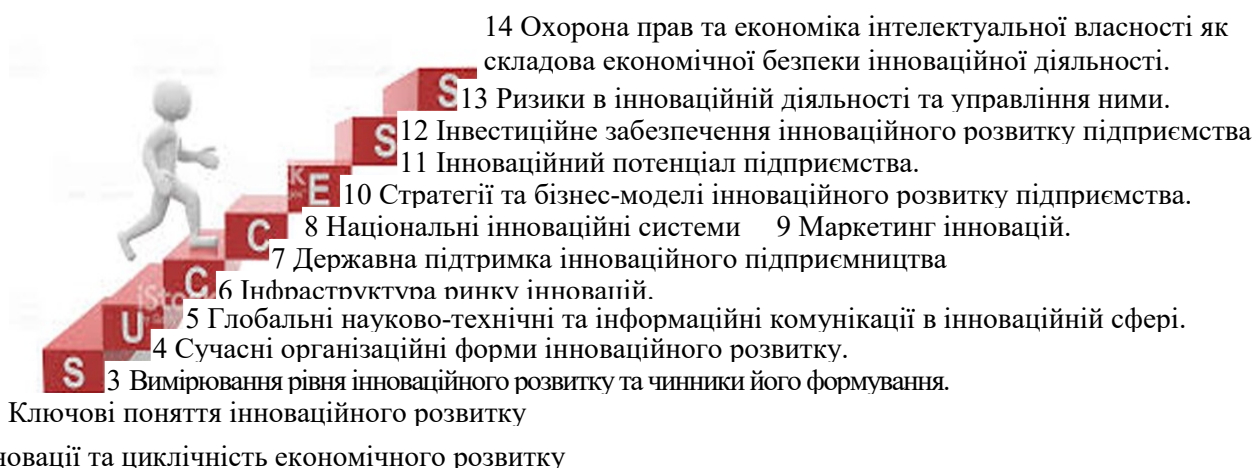 14 Охорона прав та економіка інтелектуальної власності як
складова економічної безпеки інноваційної діяльності.
S 13 Ризики в інноваційній діяльності та управління ними.
S 12 Інвестиційне забезпечення інноваційного розвитку підприємства
11 Інноваційний потенціал підприємства.
E 10 Стратегії та бізнес-моделі інноваційного розвитку підприємства.
C 8 Національні інноваційні системи 9 Маркетинг інновацій.
7 Державна підтримка інноваційного підприємництва
C 6 Інфраструктура ринку інновацій.
U 5 Глобальні науково-технічні та інформаційні комунікації в інноваційній сфері.
4 Сучасні організаційні форми інноваційного розвитку.
S 3 Вимірювання рівня інноваційного розвитку та чинники його формування.
Ключові поняття інноваційного розвитку
новації та циклічність економічного розвитку